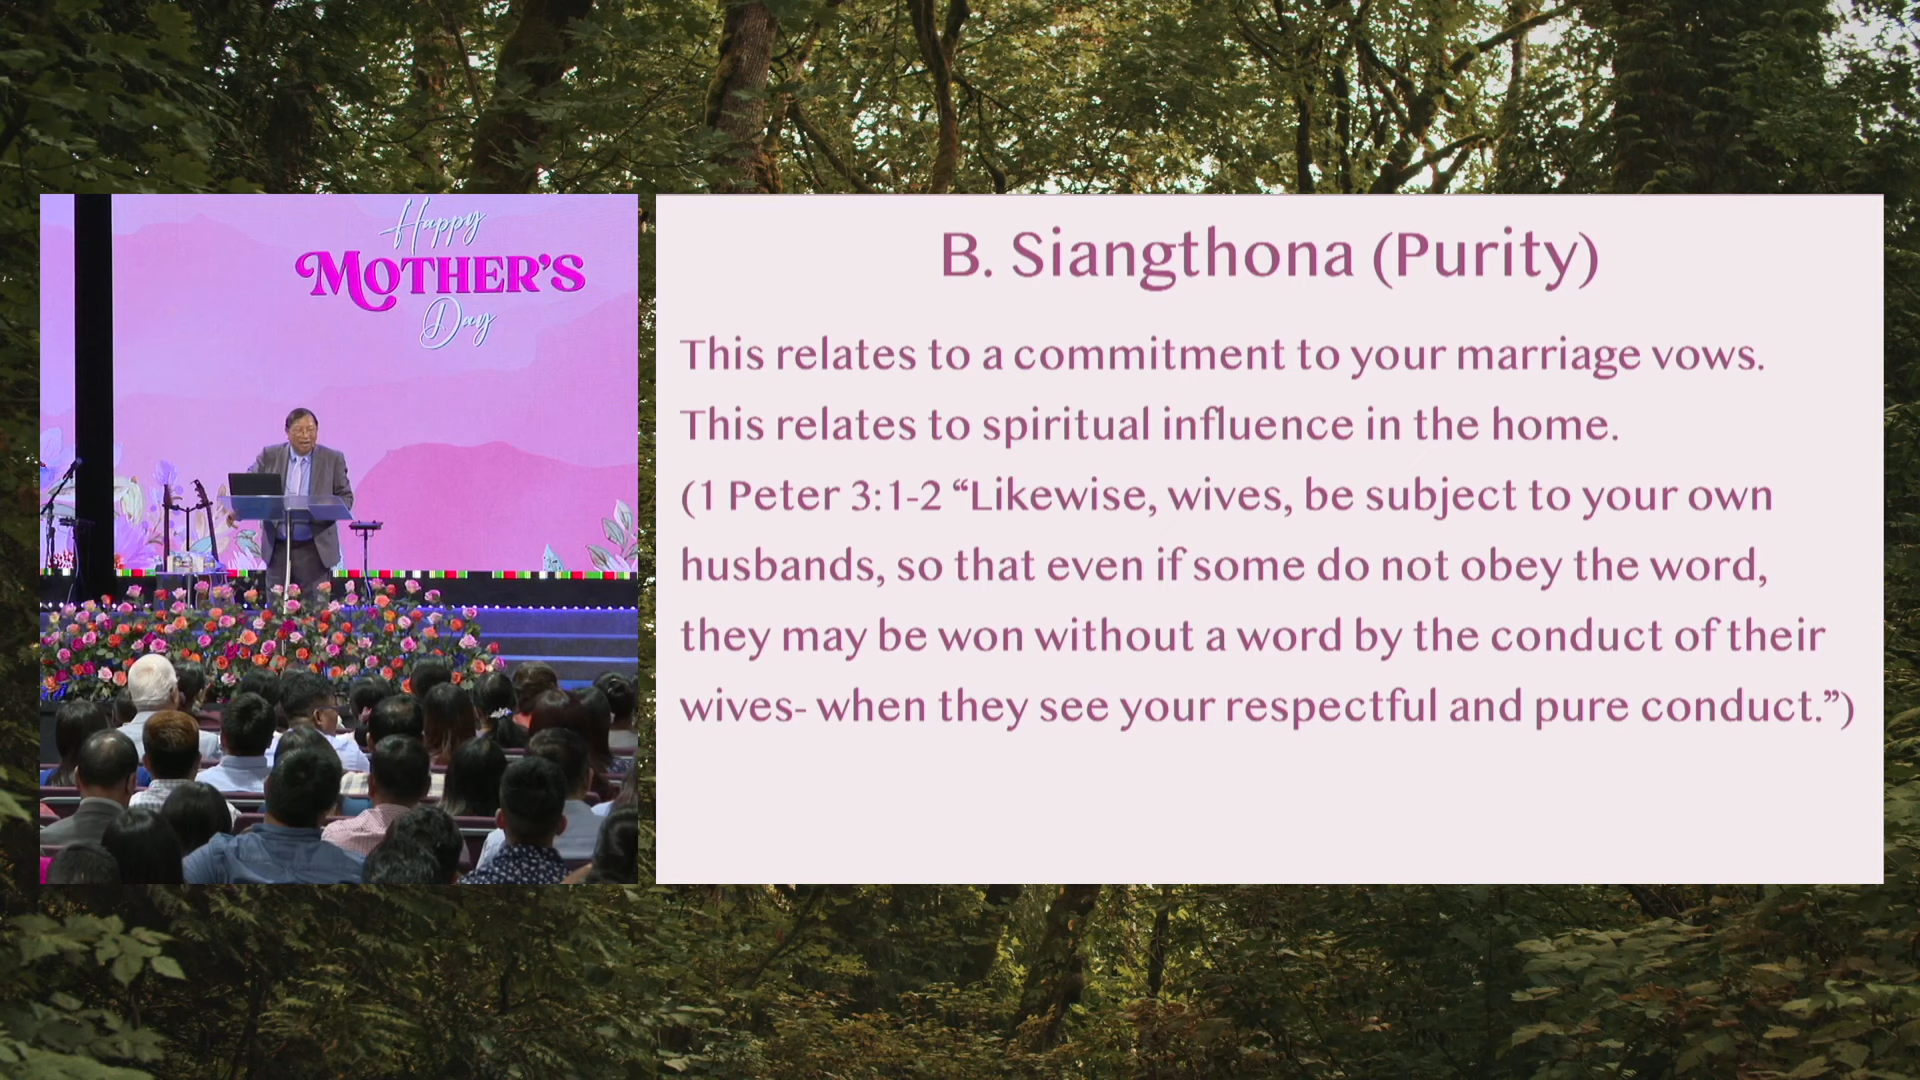 Happy
MOTHER'S
Day
B. Siangthona (Purity)
This relates to a commitment to your marriage vows.
This relates to spiritual influence in the home.
(1 Peter 3:1-2 “Likewise, wives, be subject to your own
husbands, so that even if some do not obey the word,
they may be won without a word by the conduct of their
wives- when they see your respectful and pure conduct.”)